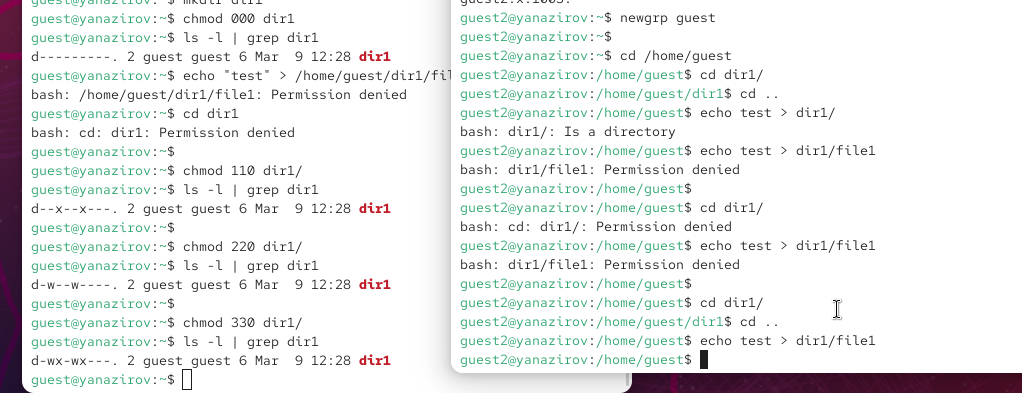 mkdir dir1
guest@yanazirov:~$ chmod 000 dir1
guest@yanazirov:~$ ls -l | grep dir1
d---------. 2 guest guest 6 Mar  9 12:28 dir1
guest@yanazirov:~$ echo "test" > /home/guest/dir1/fil
bash: /home/guest/dir1/file1: Permission denied
guest@yanazirov:~$ cd dir1
bash: cd: dir1: Permission denied
guest@yanazirov:~$
guest@yanazirov:~$ chmod 110 dir1/
guest@yanazirov:~$ ls -l | grep dir1
d--x--x---. 2 guest guest 6 Mar  9 12:28 dir1
guest@yanazirov:~$
guest@yanazirov:~$ chmod 220 dir1/
guest@yanazirov:~$ ls -l | grep dir1
d-w--w----. 2 guest guest 6 Mar  9 12:28 dir1
guest@yanazirov:~$
guest@yanazirov:~$ chmod 330 dir1/
guest@yanazirov:~$ ls -l | grep dir1
d-wx-wx---. 2 guest guest 6 Mar  9 12:28 dir1
guest@yanazirov:~$
guest2:x:1003:
guest2@yanazirov:~$ newgrp guest
guest2@yanazirov:~$
guest2@yanazirov:~$ cd /home/guest
guest2@yanazirov:/home/guest$ cd dir1/
guest2@yanazirov:/home/guest/dir1$ cd ..
guest2@yanazirov:/home/guest$ echo test > dir1/
bash: dir1/: Is a directory
guest2@yanazirov:/home/guest$ echo test > dir1/file1
bash: dir1/file1: Permission denied
guest2@yanazirov:/home/guest$
guest2@yanazirov:/home/guest$ cd dir1/
bash: cd: dir1/: Permission denied
guest2@yanazirov:/home/guest$ echo test > dir1/file1
bash: dir1/file1: Permission denied
guest2@yanazirov:/home/guest$
guest2@yanazirov:/home/guest$ cd dir1/
guest2@yanazirov:/home/guest/dir1$ cd ..
guest2@yanazirov:/home/guest$ echo test > dir1/file1
guest2@yanazirov:/home/guest$